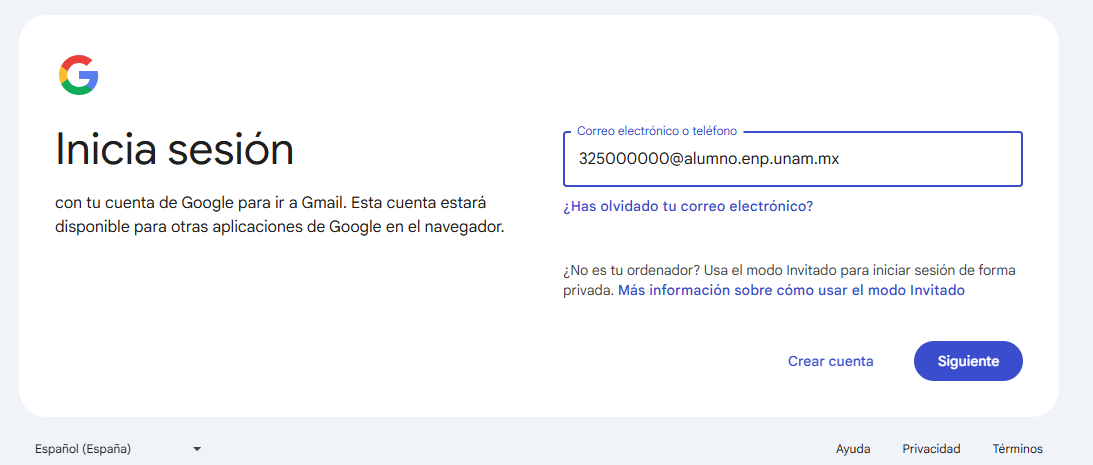 Inicia sesión
con tu cuenta de Google para ir a Gmail. Esta cuenta estará
disponible para otras aplicaciones de Google en el navegador.
Correo electrónico o teléfono
325000000@alumno.enp.unam.mx
¿Has olvidado tu correo electrónico?
¿No es tu ordenador? Usa el modo Invitado para iniciar sesión de forma
privada. Más información sobre cómo usar el modo Invitado
Crear cuenta
Siguiente
Español (España)
Ayuda
Privacidad
Términos